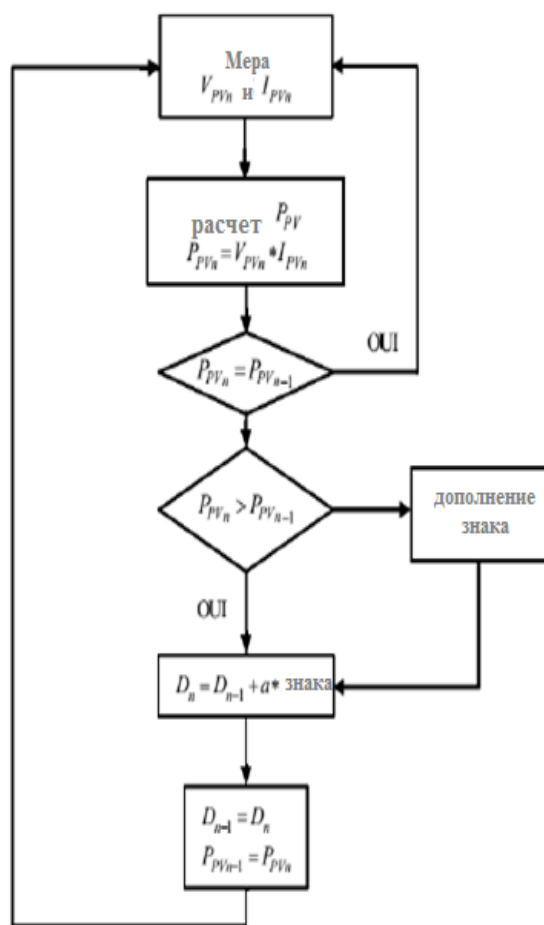 Мера
V_PVn и I_PVn
расчет P_PV
P_PVn = V_PVn * I_PVn
OUI
P_PVn = P_PVn-1
P_PVn > P_PVn-1
дополнение
знака
OUI
D_n = D_n-1 + a* знака
D_n-1 = D_n
P_PVn-1 = P_PVn